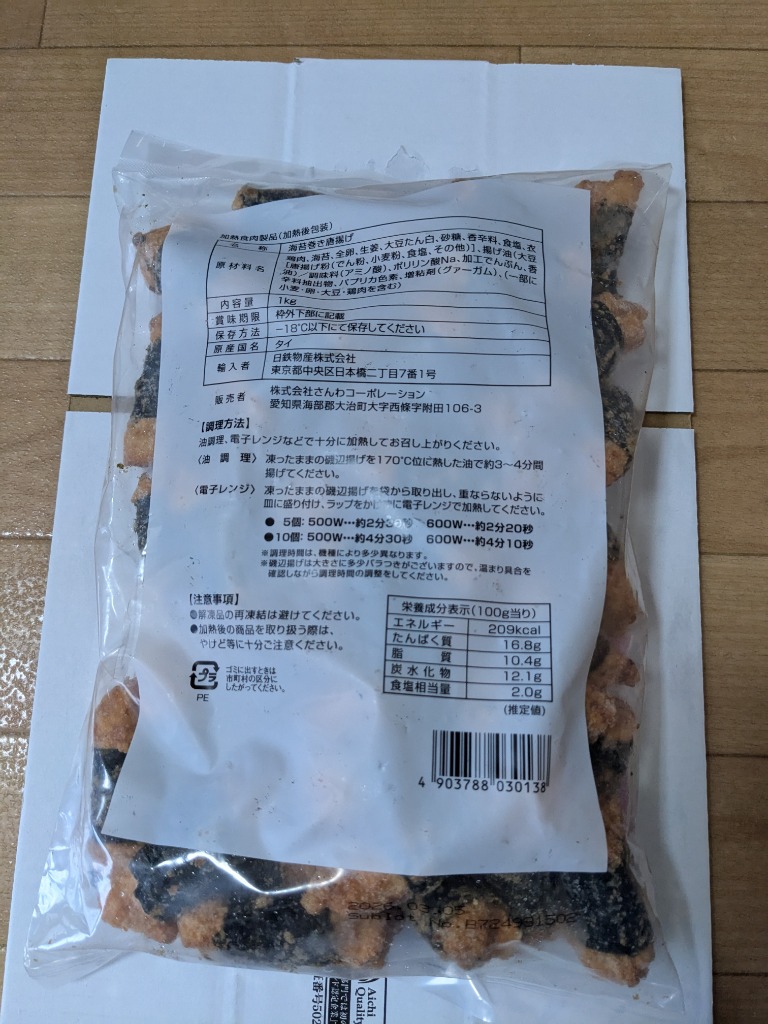 加熱食肉製品(加熱後包装)
名　称　海苔巻き唐揚げ
原材料名　鶏肉、海苔、全卵、生姜、大豆たん白、砂糖、香辛料、食塩、衣
[唐揚げ粉(でん粉、小麦粉、食塩、その他)]、揚げ油(大豆
油)/調味料(アミノ酸)、ポリリン酸Na、加工でんぷん、香
辛料抽出物、パプリカ色素、増粘剤(グァーガム)、(一部に
小麦・卵・大豆・鶏肉を含む)
内容量　1kg
賞味期限　枠外下部に記載
保存方法　−18℃以下にて保存してください
原産国名　タイ
輸入者　日鉄物産株式会社
東京都中央区日本橋二丁目7番1号
販売者　株式会社さんわコーポレーション
愛知県海部郡大治町大字西條字附田106-3
【調理方法】
油調理、電子レンジなどで十分に加熱してお召し上がりください。
〈油調理〉凍ったままの磯辺揚げを170℃位に熱した油で約3〜4分間
揚げてください。
〈電子レンジ〉凍ったままの磯辺揚げを袋から取り出し、重ならないように
皿に盛り付け、ラップをかけずに電子レンジで加熱してください。
● 5個:500W…約2分30秒　600W…約2分20秒
●10個:500W…約4分30秒　600W…約4分10秒
※調理時間は、機種により多少異なります。
※磯辺揚げは大きさに多少バラつきがございますので、温まり具合を
確認しながら調理時間の調整をしてください。
【注意事項】
●解凍品の再凍結は避けてください。
●加熱後の商品を取り扱う際は、
やけど等に十分ご注意ください。
プラ
PE
ゴミに出すときは
市町村の区分に
したがってください。
栄養成分表示(100g当り)
エネルギー　209kcal
たんぱく質　16.8g
脂質　10.4g
炭水化物　12.1g
食塩相当量　2.0g
(推定値)
4 903788 030138
Aichi
Quality